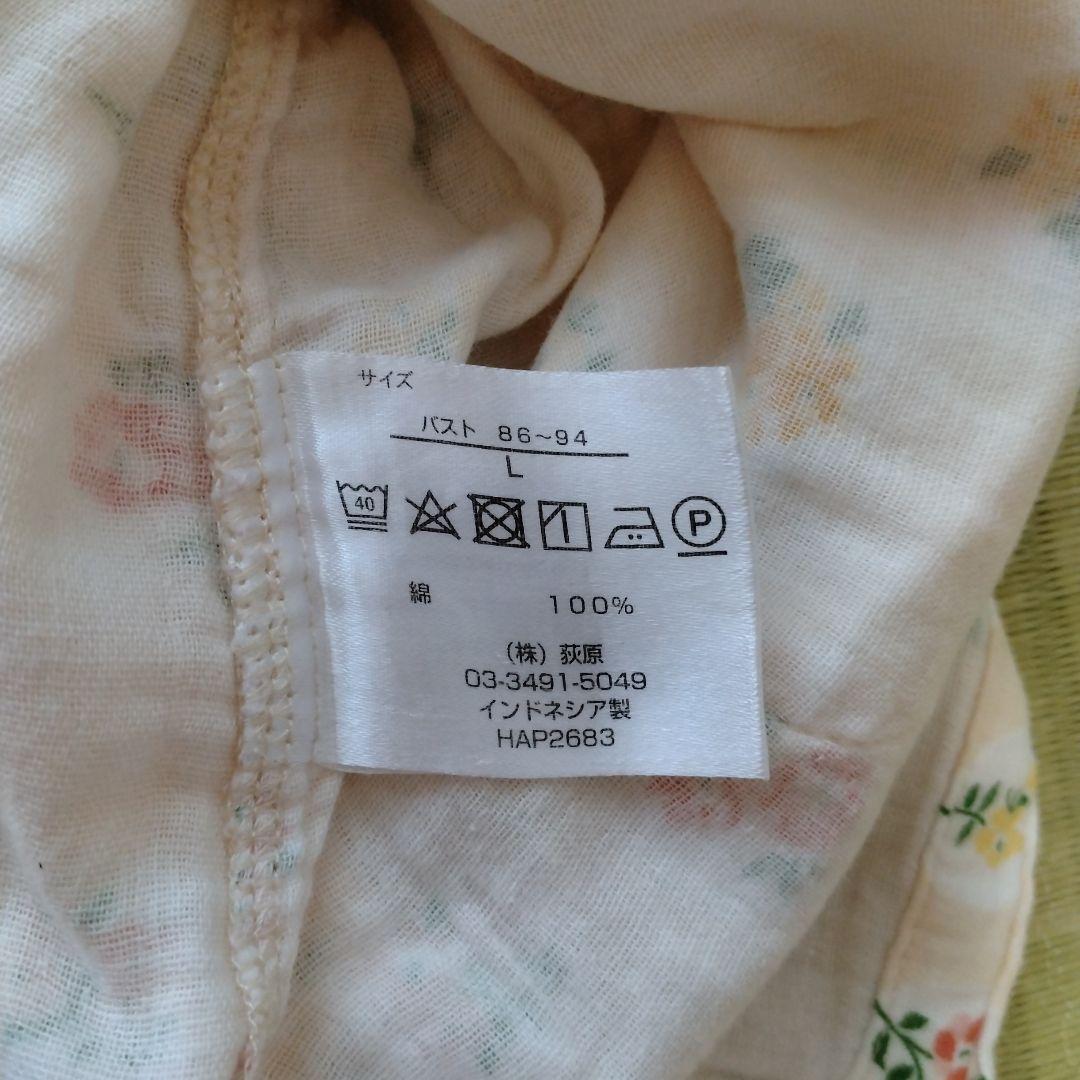 サイズ
バスト 86～94
L
40 P
綿 100%
(株) 荻原
03-3491-5049
インドネシア製
HAP2683